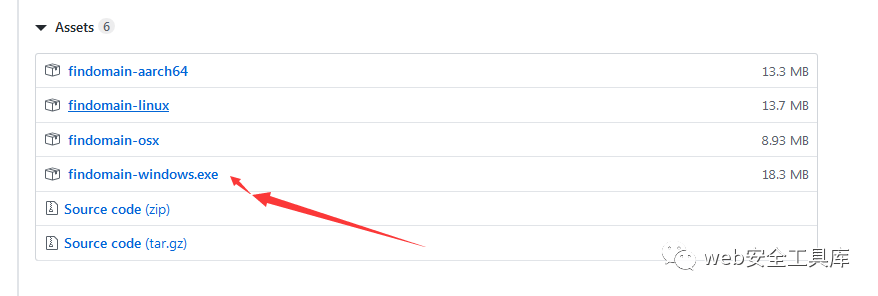 Assets 6
findomain-aarch64 13.3 MB
findomain-linux 13.7 MB
findomain-osx 8.93 MB
findomain-windows.exe 18.3 MB
Source code (zip)
Source code (tar.gz)
web安全工具库